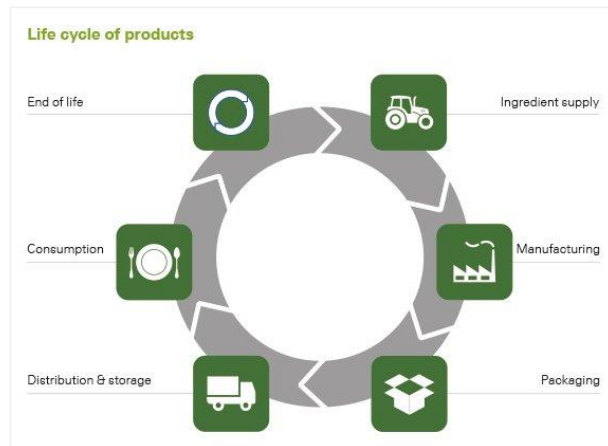 Life cycle of products
End of life
Ingredient supply
Consumption
Manufacturing
Distribution & storage
Packaging